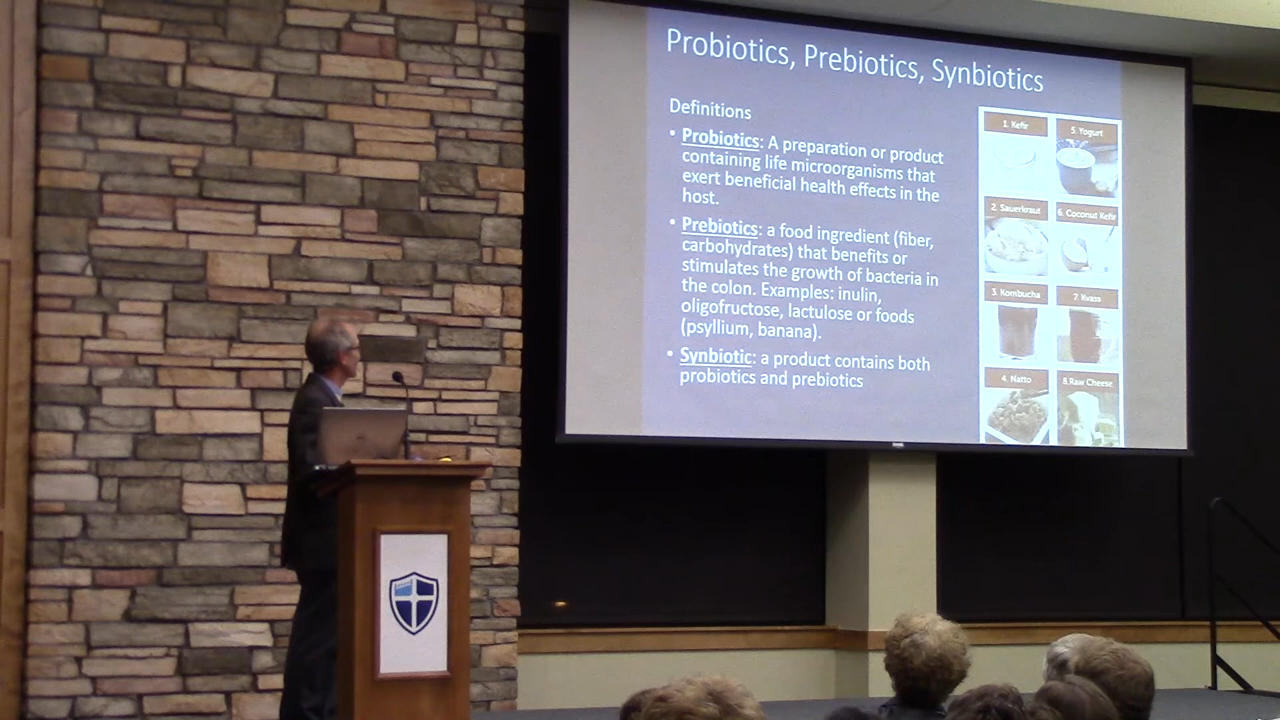 Probiotics, Prebiotics, Synbiotics
Definitions
• Probiotics: A preparation or product
containing life microorganisms that
exert beneficial health effects in the
host.
• Prebiotics: a food ingredient (fiber,
carbohydrates) that benefits or
stimulates the growth of bacteria in
the colon. Examples: inulin,
oligofructose, lactulose or foods
(psyllium, banana).
• Synbiotic: a product contains both
probiotics and prebiotics
1. Kefir
5. Yogurt
2. Sauerkraut
6. Coconut Kefir
3. Kombucha
7. Kvass
4. Natto
8.Raw Cheese